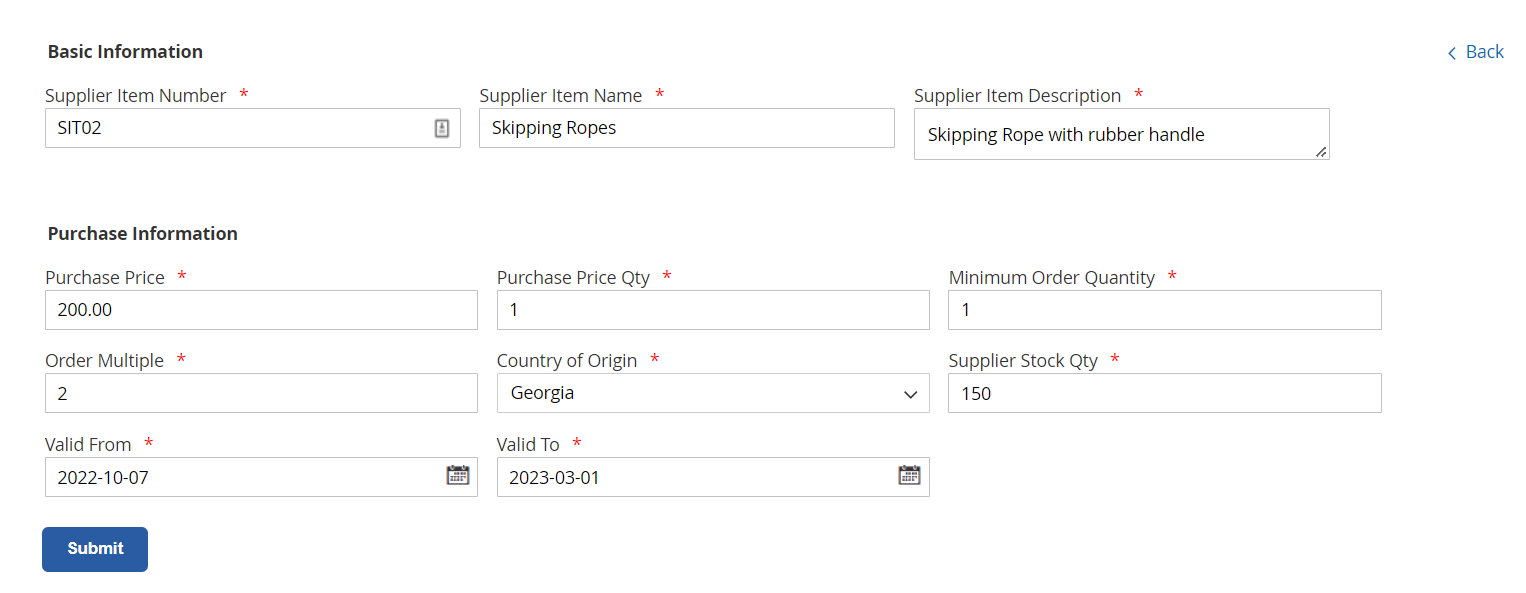 Basic Information
Back
Supplier Item Number * Supplier Item Name * Supplier Item Description *
SIT02 Skipping Ropes Skipping Rope with rubber handle
Purchase Information
Purchase Price * Purchase Price Qty * Minimum Order Quantity *
200.00 1 1
Order Multiple * Country of Origin * Supplier Stock Qty *
2 Georgia 150
Valid From * Valid To *
2022-10-07 2023-03-01
Submit